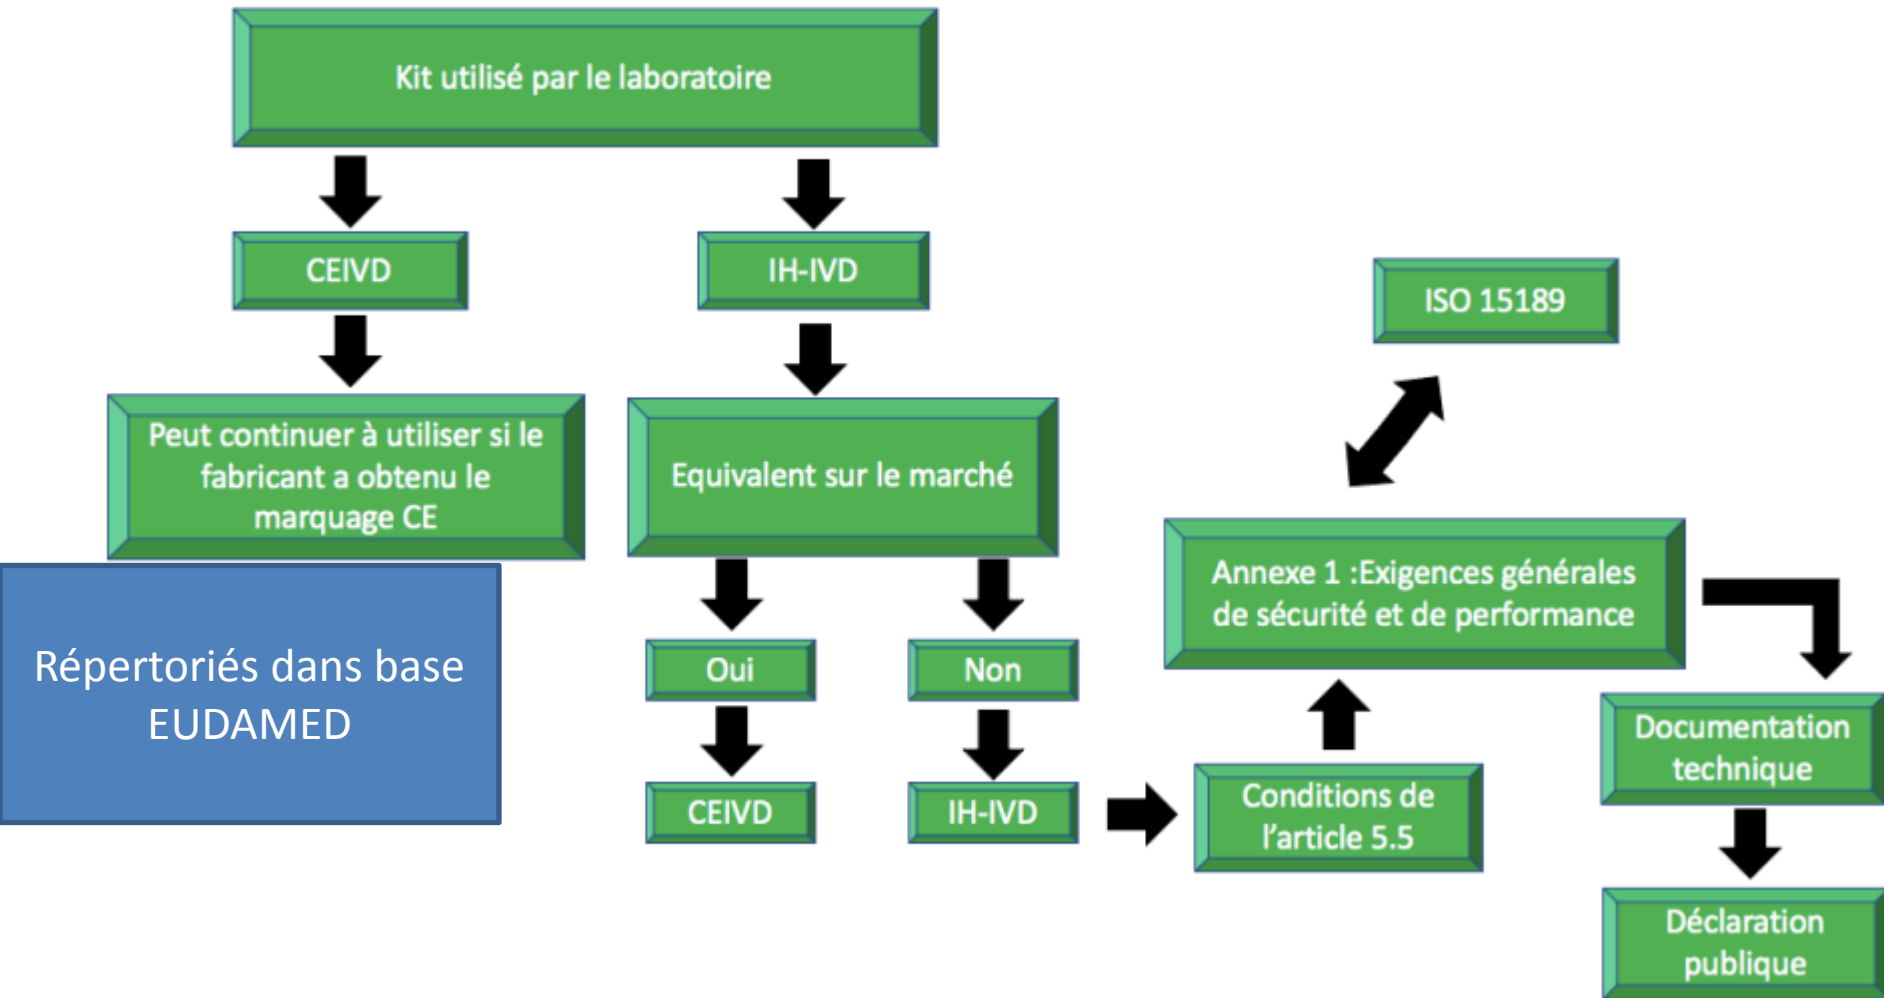 Kit utilisé par le laboratoire
CEIVD
IH-IVD
ISO 15189
Peut continuer à utiliser si le
fabricant a obtenu le
marquage CE
Equivalent sur le marché
Annexe 1 :Exigences générales
de sécurité et de performance
Répertoriés dans base
EUDAMED
Oui
Non
Documentation
technique
CEIVD
IH-IVD
Conditions de
l'article 5.5
Déclaration
publique